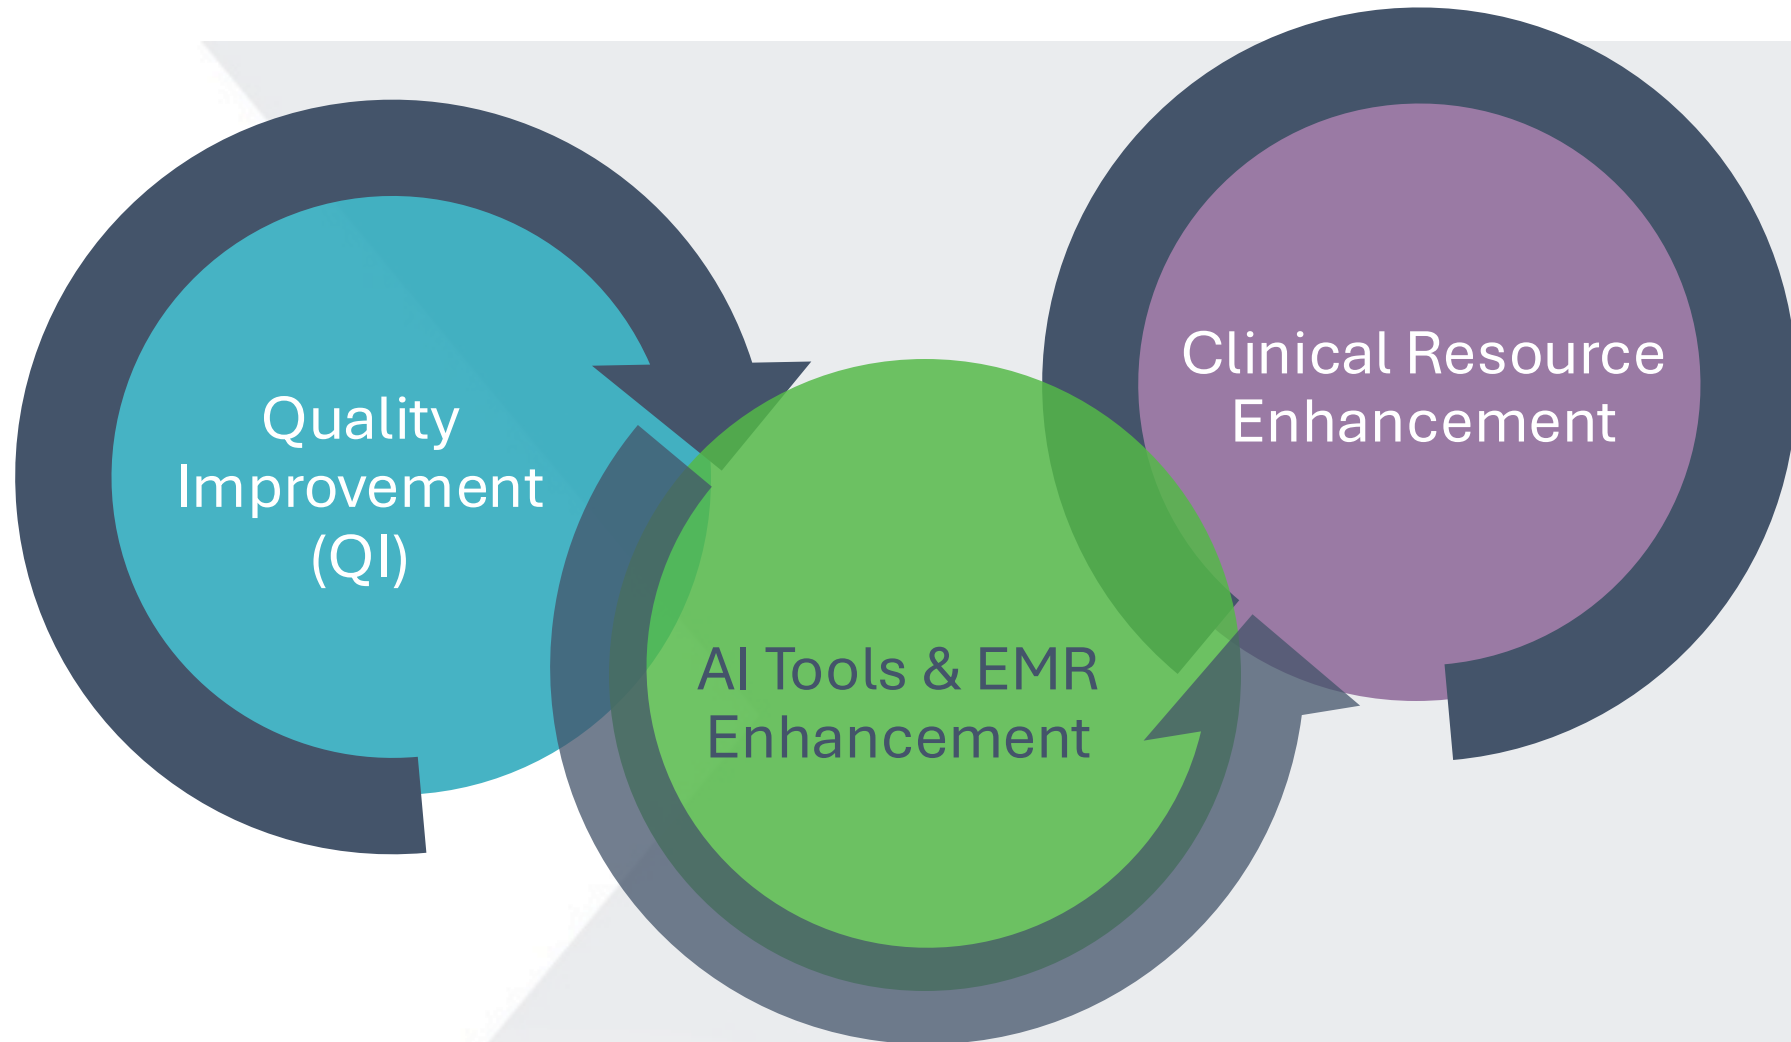 Quality
Improvement
(QI)
AI Tools & EMR
Enhancement
Clinical Resource
Enhancement